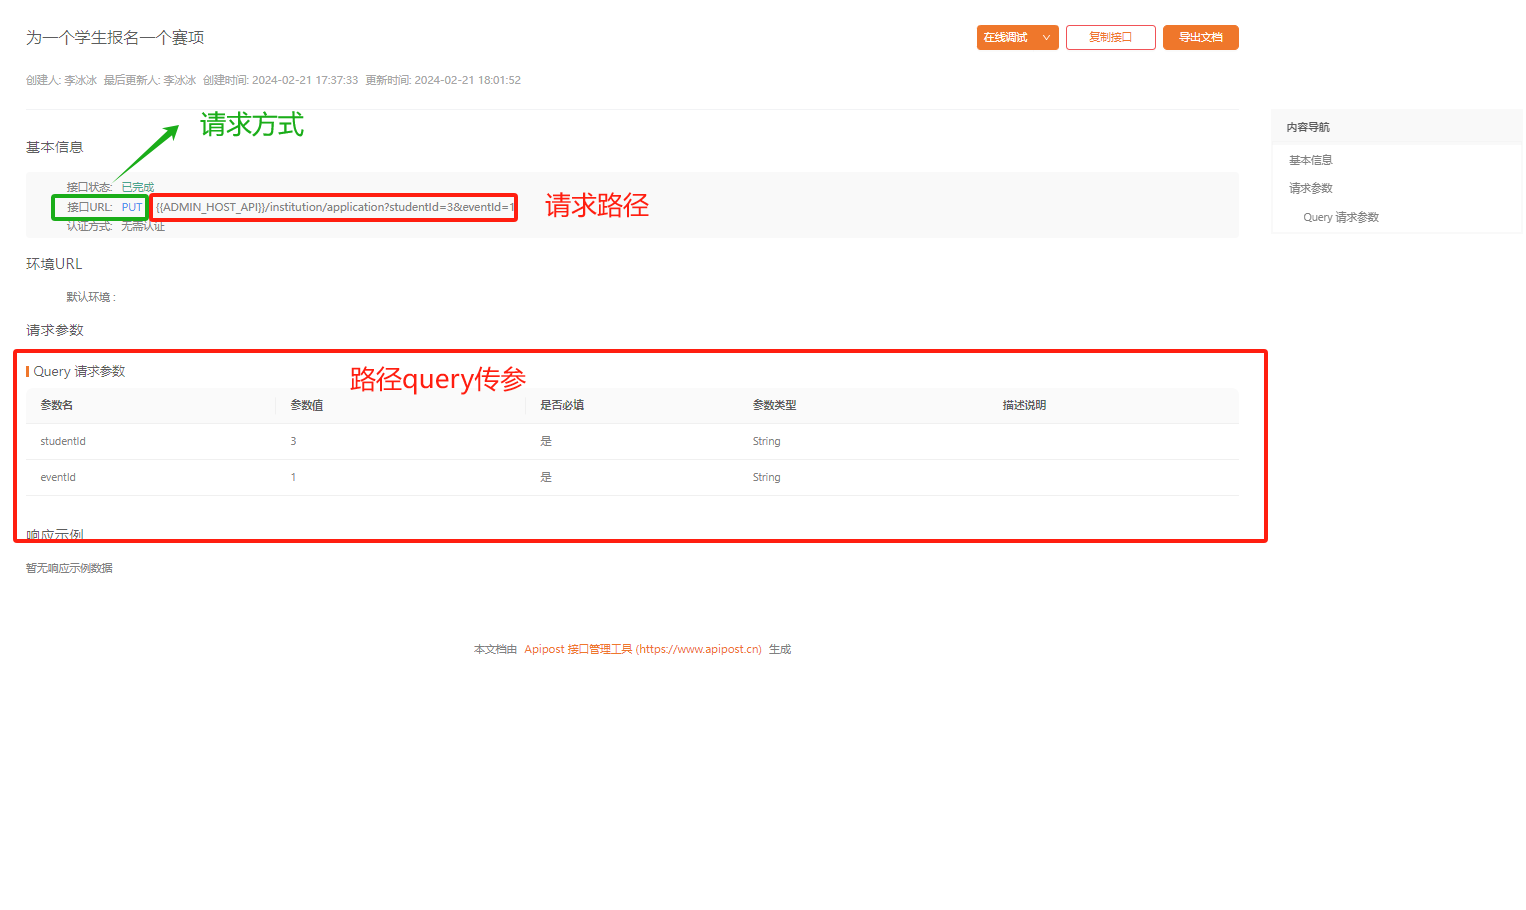 为一个学生报名一个赛项
在线调试
复制接口
导出文档
创建人: 李冰冰 最后更新人: 李冰冰 创建时间: 2024-02-21 17:37:33 更新时间: 2024-02-21 18:01:52
请求方式
基本信息
接口状态: 已完成
接口URL: PUT {{ADMIN_HOST_API}}/institution/application?studentId=3&eventId=1
请求路径
认证方式: 无需认证
环境URL
默认环境 :
请求参数
Query 请求参数
路径query传参
参数名 参数值 是否必填 参数类型 描述说明
studentId 3 是 String
eventId 1 是 String
响应示例
暂无响应示例数据
本文档由 Apipost 接口管理工具 (https://www.apipost.cn) 生成
内容导航
基本信息
请求参数
Query 请求参数